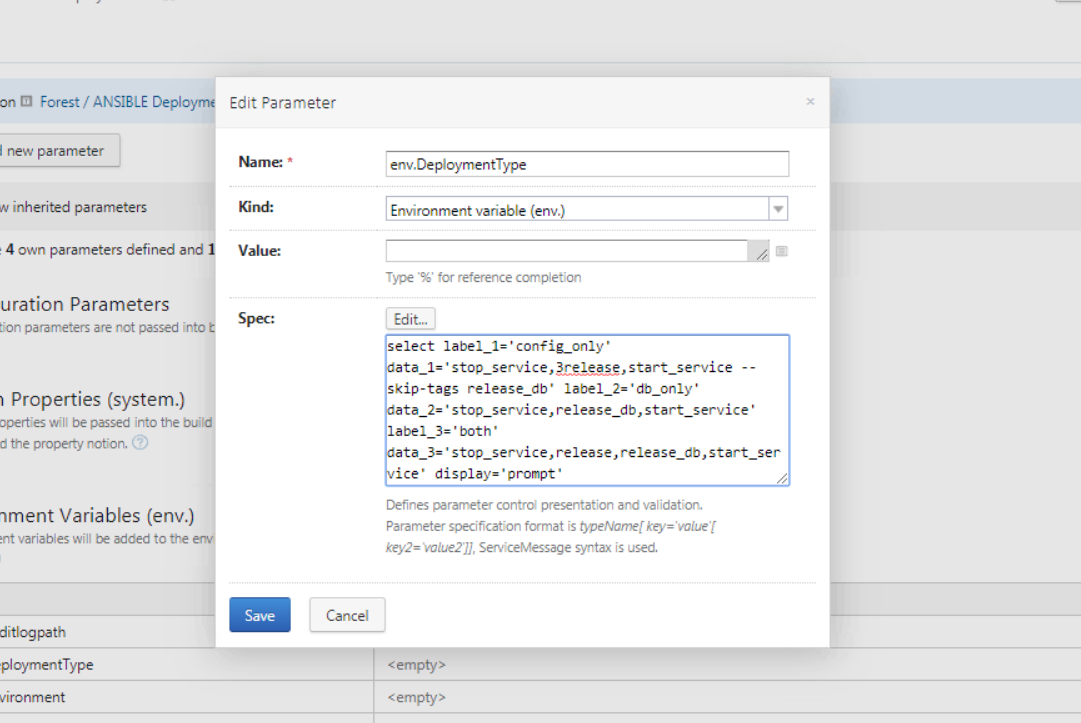 on Forest / ANSIBLE Deployme
Edit Parameter
×
new parameter
Name: *
env.DeploymentType
w inherited parameters
Kind:
Environment variable (env.)
4 own parameters defined and 1
Value:
Type '%' for reference completion
uration Parameters
tion parameters are not passed into b
Spec:
Edit...
select label_1='config_only'
data_1='stop_service,3release,start_service --
skip-tags release_db' label_2='db_only'
data_2='stop_service,release_db,start_service'
label_3='both'
data_3='stop_service,release,release_db,start_ser
vice' display='prompt'
n Properties (system.)
operties will be passed into the build
d the property notion. ?
Defines parameter control presentation and validation.
Parameter specification format is typeName[ key='value'[
key2='value2']], ServiceMessage syntax is used.
nment Variables (env.)
ent variables will be added to the env
Save
Cancel
ditlogpath
eploymentType
<empty>
vironment
<empty>